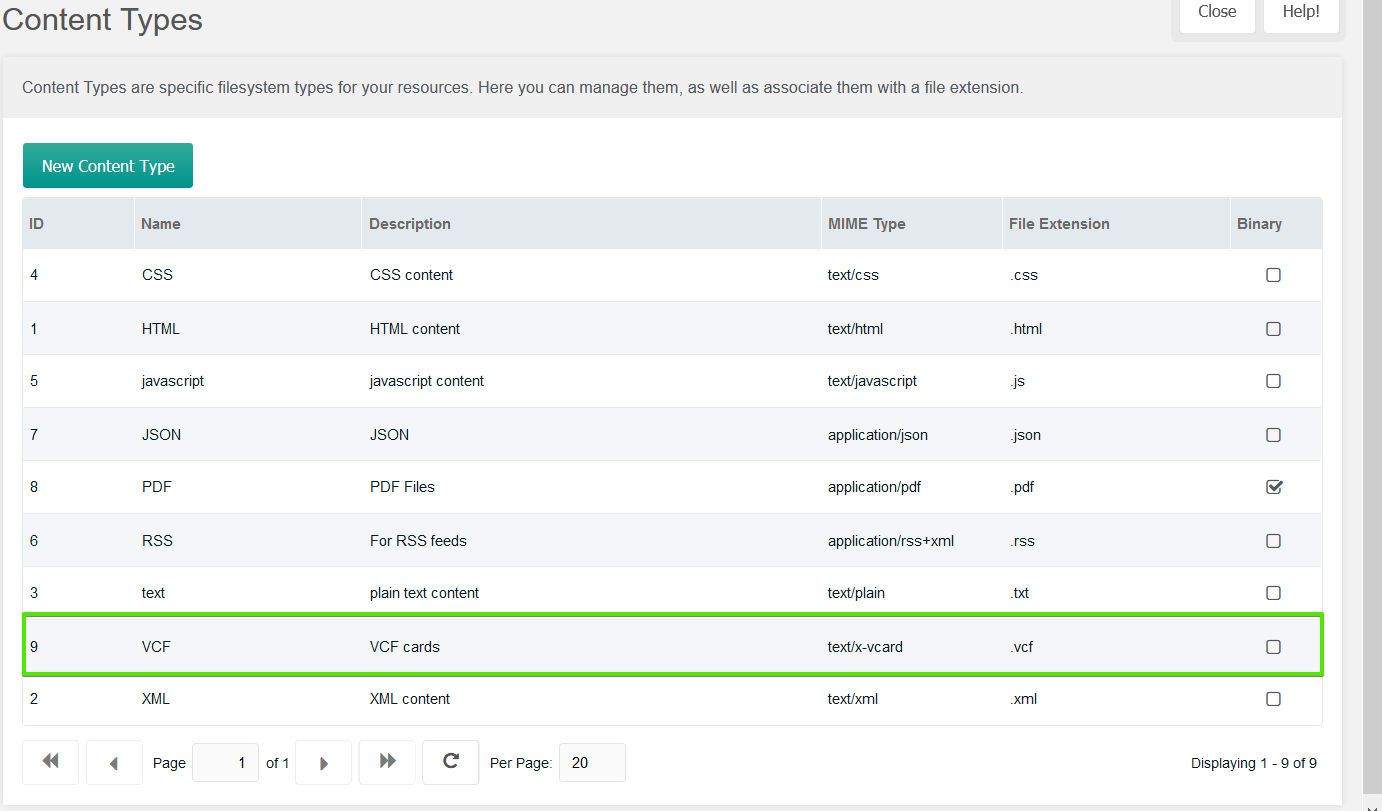 Content Types
Close Help!
Content Types are specific filesystem types for your resources. Here you can manage them, as well as associate them with a file extension.
New Content Type
ID Name Description MIME Type File Extension Binary
4 CSS CSS content text/css .css
1 HTML HTML content text/html .html
5 javascript javascript content text/javascript .js
7 JSON JSON application/json .json
8 PDF PDF Files application/pdf .pdf
6 RSS For RSS feeds application/rss+xml .rss
3 text plain text content text/plain .txt
9 VCF VCF cards text/x-vcard .vcf
2 XML XML content text/xml .xml
Page 1 of 1 Per Page: 20 Displaying 1 - 9 of 9